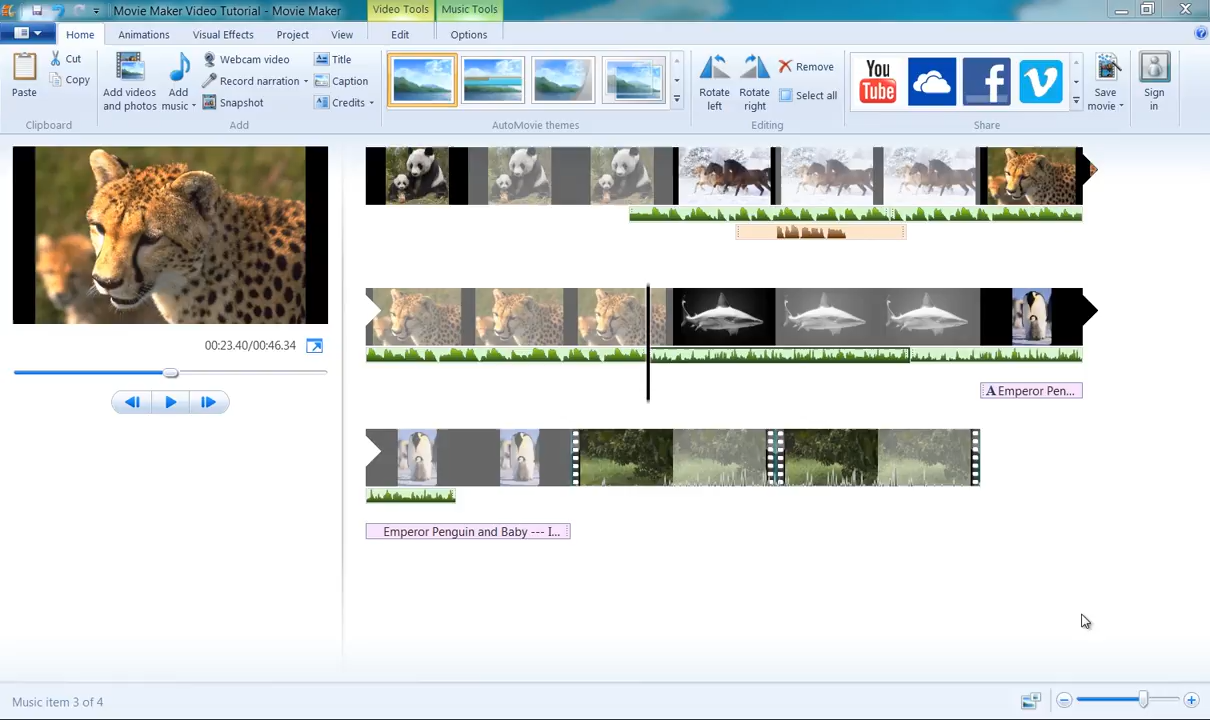 Movie Maker Video Tutorial - Movie Maker
Video Tools
Music Tools
Home
Animations
Visual Effects
Project
View
Edit
Options
Paste
Cut
Copy
Clipboard
Add videos
and photos
Add
music
Webcam video
Record narration
Snapshot
Title
Caption
Credits
Add
AutoMovie themes
Rotate
left
Rotate
right
Remove
Select all
Editing
You
Tube
f
v
Share
Save
movie
Sign
in
00:23.40/00:46.34
A Emperor Pen...
Emperor Penguin and Baby --- I...
Music item 3 of 4